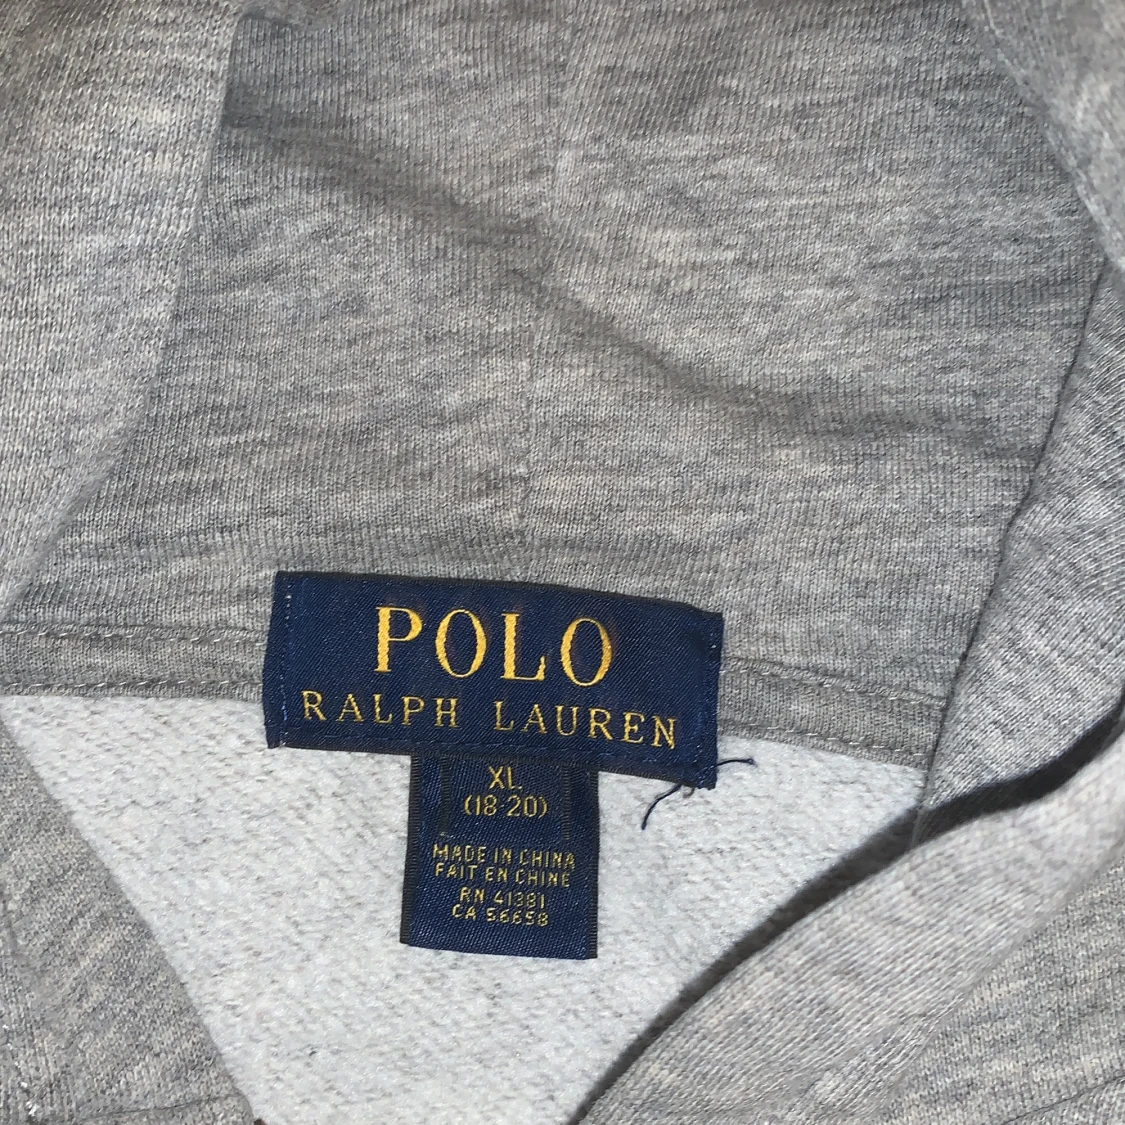 POLO
RALPH LAUREN
XL
(18-20)
MADE IN CHINA
FAIT EN CHINE
RN 41381
CA 56658